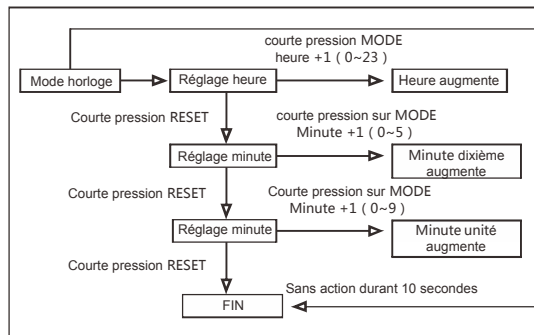 courte pression MODE
heure +1 ( 0~23 )
Mode horloge
Réglage heure
Heure augmente
Courte pression RESET
courte pression sur MODE
Minute +1 ( 0~5 )
Réglage minute
Minute dixième
augmente
Courte pression RESET
Courte pression sur MODE
Minute +1 ( 0~9 )
Réglage minute
Minute unité
augmente
Courte pression RESET
Sans action durant 10 secondes
FIN